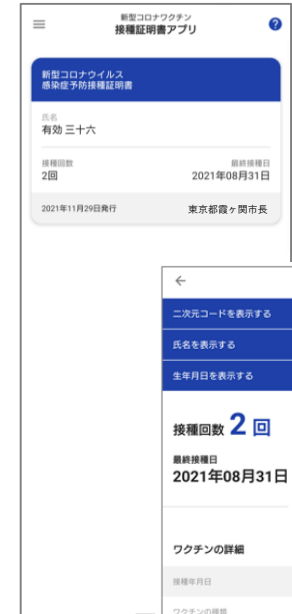 新型コロナワクチン
接種証明書アプリ
?
新型コロナウイルス
感染症予防接種証明書
氏名
有効 三十六
接種回数
最終接種日
2回
2021年08月31日
2021年11月29日発行
東京都霞ヶ関市長
←
二次元コードを表示する
氏名を表示する
生年月日を表示する
接種回数 2 回
最終接種日
2021年08月31日
ワクチンの詳細
接種年月日
ワクチンの種類